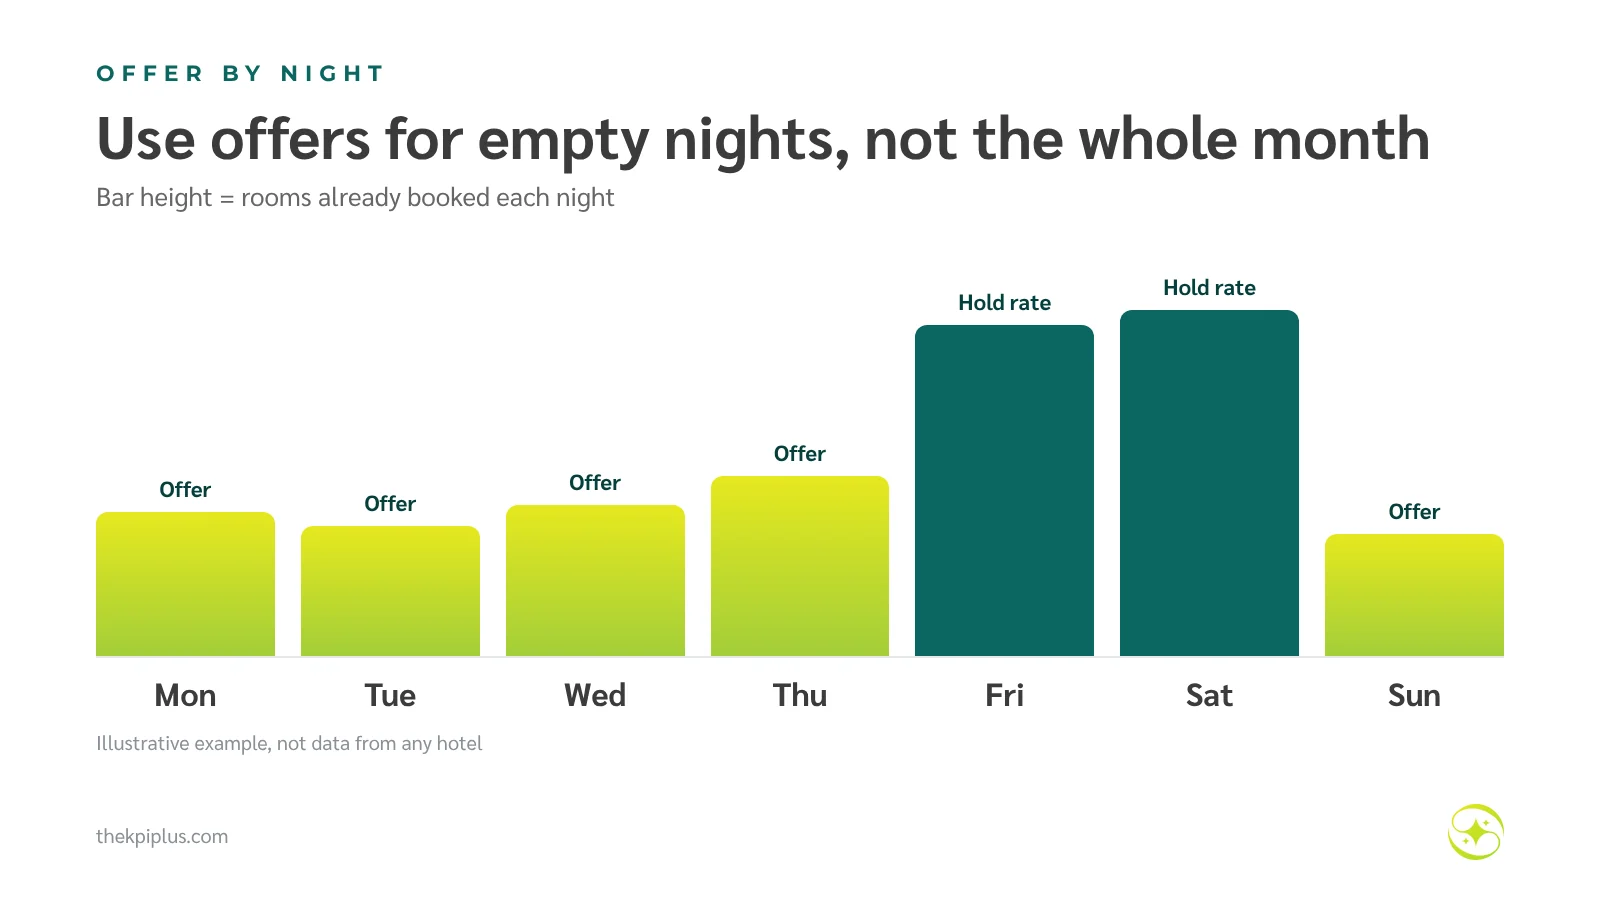 OFFER BY NIGHT
Use offers for empty nights, not the whole month
Bar height = rooms already booked each night
Offer
Offer
Offer
Offer
Hold rate
Hold rate
Offer
Mon
Tue
Wed
Thu
Fri
Sat
Sun
Illustrative example, not data from any hotel
thekpiplus.com